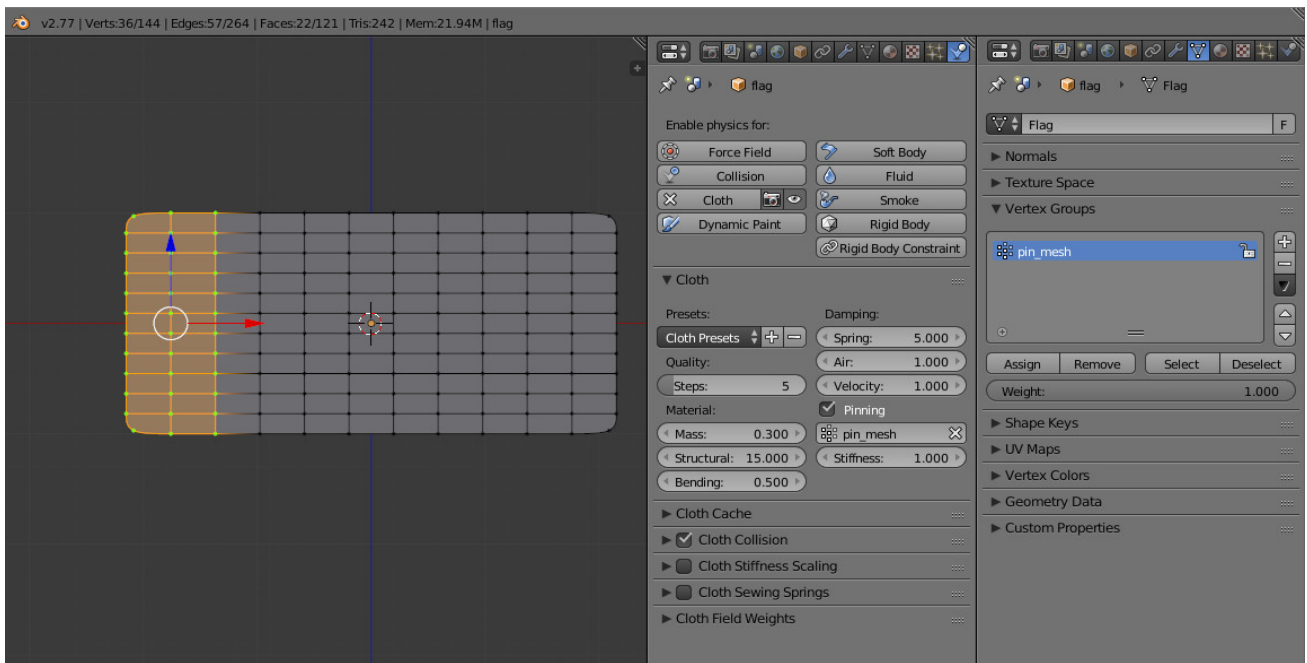 v2.77 | Verts:36/144 | Edges:57/264 | Faces:22/121 | Tris:242 | Mem:21.94M | flag
flag
Enable physics for:
Force Field
Soft Body
Collision
Fluid
Cloth
Smoke
Dynamic Paint
Rigid Body
Rigid Body Constraint
Cloth
Presets:
Damping:
Cloth Presets
Spring: 5.000
Quality:
Air: 1.000
Steps: 5
Velocity: 1.000
Material:
Pinning
Mass: 0.300
pin_mesh
Structural: 15.000
Stiffness: 1.000
Bending: 0.500
Cloth Cache
Cloth Collision
Cloth Stiffness Scaling
Cloth Sewing Springs
Cloth Field Weights
flag Flag
Flag F
Normals
Texture Space
Vertex Groups
pin_mesh
Assign Remove Select Deselect
Weight: 1.000
Shape Keys
UV Maps
Vertex Colors
Geometry Data
Custom Properties